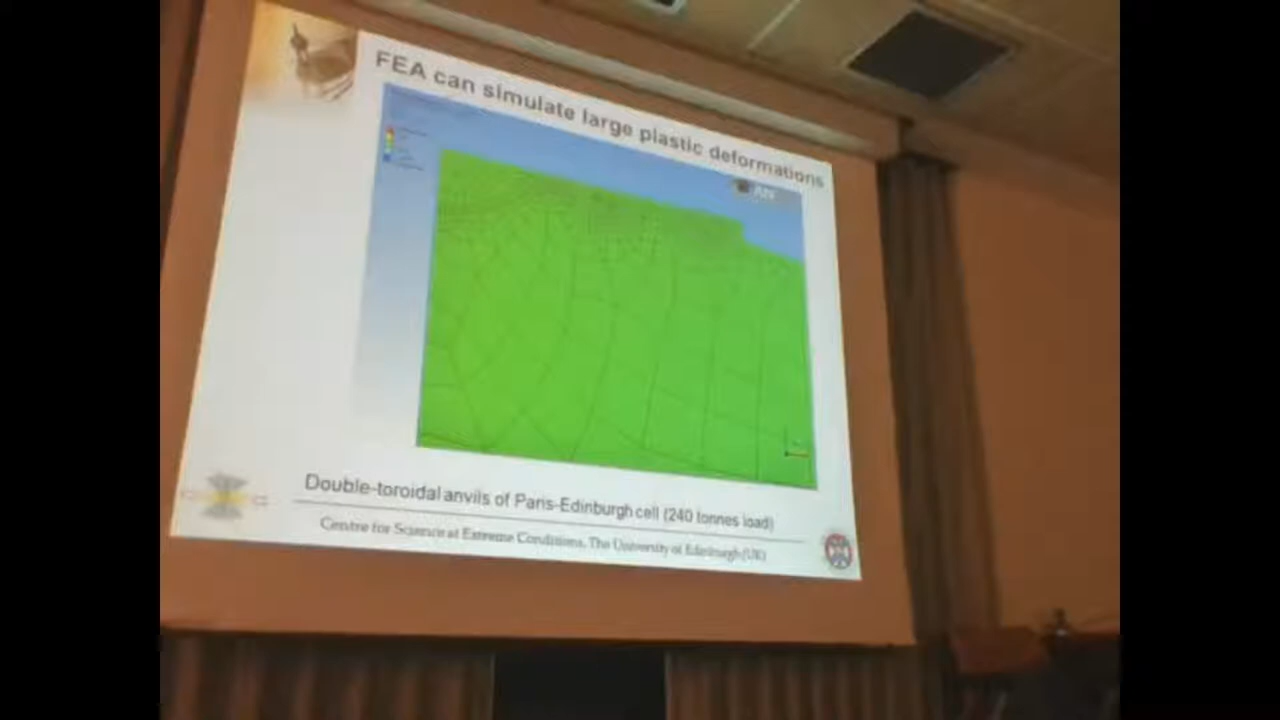 FEA can simulate large plastic deformations
AN
Double-toroidal anvils of Paris-Edinburgh cell (240 tonnes load)
Centre for Science at Extreme Conditions, The University of Edinburgh (UK)